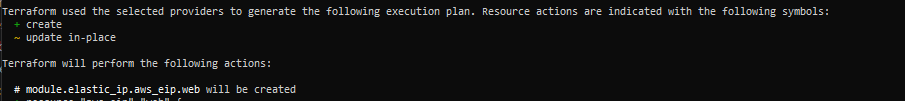 Terraform used the selected providers to generate the following execution plan. Resource actions are indicated with the following symbols:
+ create
~ update in-place
Terraform will perform the following actions:
# module.elastic_ip.aws_eip.web will be created